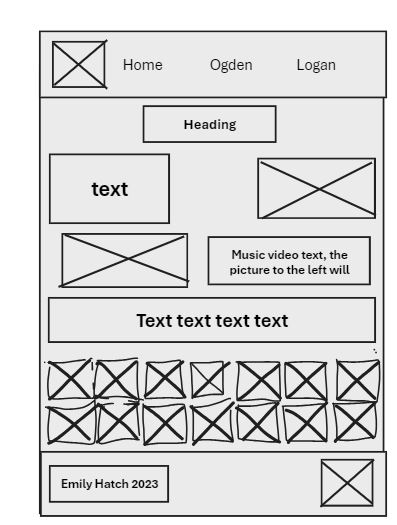 Home
Ogden
Logan
Heading
text
Music video text, the
picture to the left will
Text text text text
Emily Hatch 2023